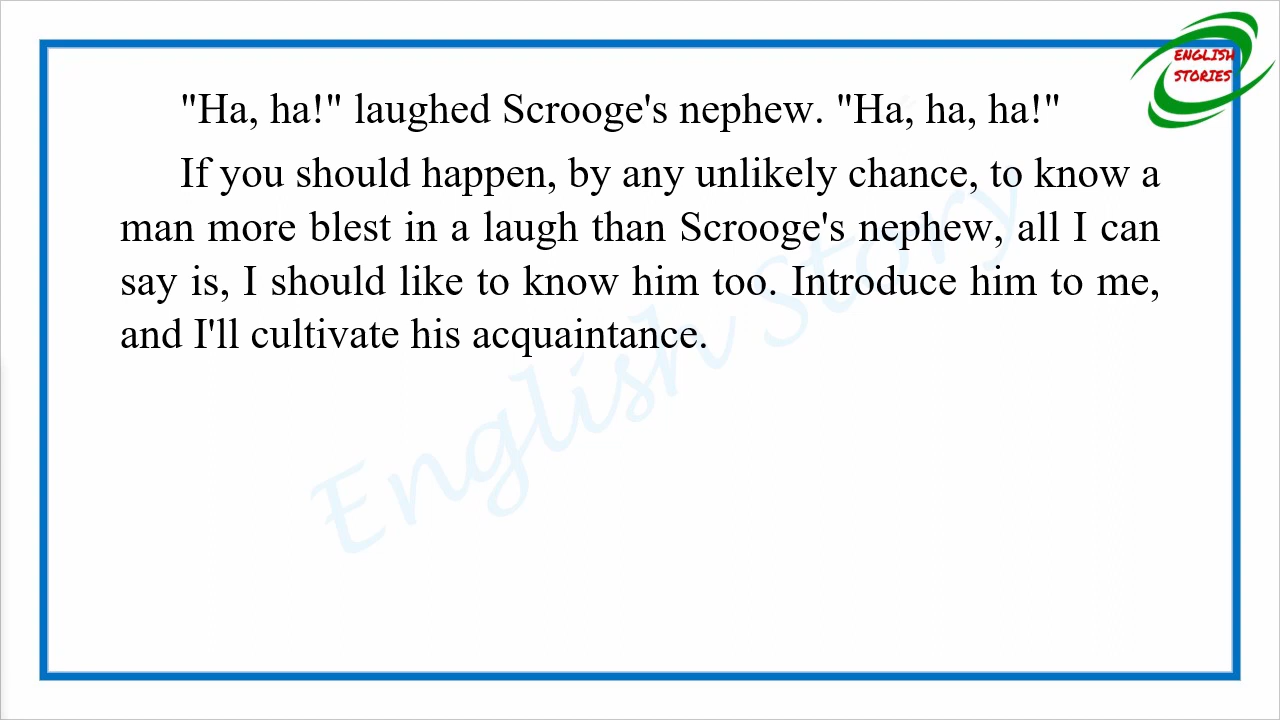 ENGLISH
STORIES
"Ha, ha!" laughed Scrooge's nephew. "Ha, ha, ha!"
If you should happen, by any unlikely chance, to know a
man more blest in a laugh than Scrooge's nephew, all I can
say is, I should like to know him too. Introduce him to me,
and I'll cultivate his acquaintance.
English Story